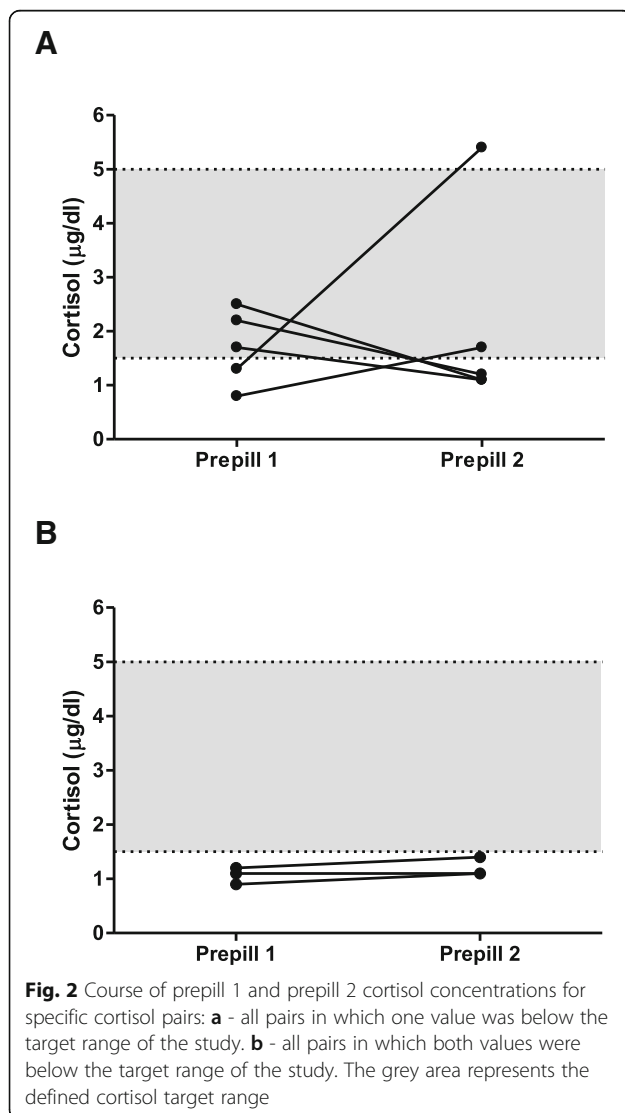 A
6
5
4
3
2
1
0
Cortisol (µg/dl)
Prepill 1 Prepill 2
B
6
5
4
3
2
1
0
Cortisol (µg/dl)
Prepill 1 Prepill 2
Fig. 2 Course of prepill 1 and prepill 2 cortisol concentrations for
specific cortisol pairs: a - all pairs in which one value was below the
target range of the study. b - all pairs in which both values were
below the target range of the study. The grey area represents the
defined cortisol target range